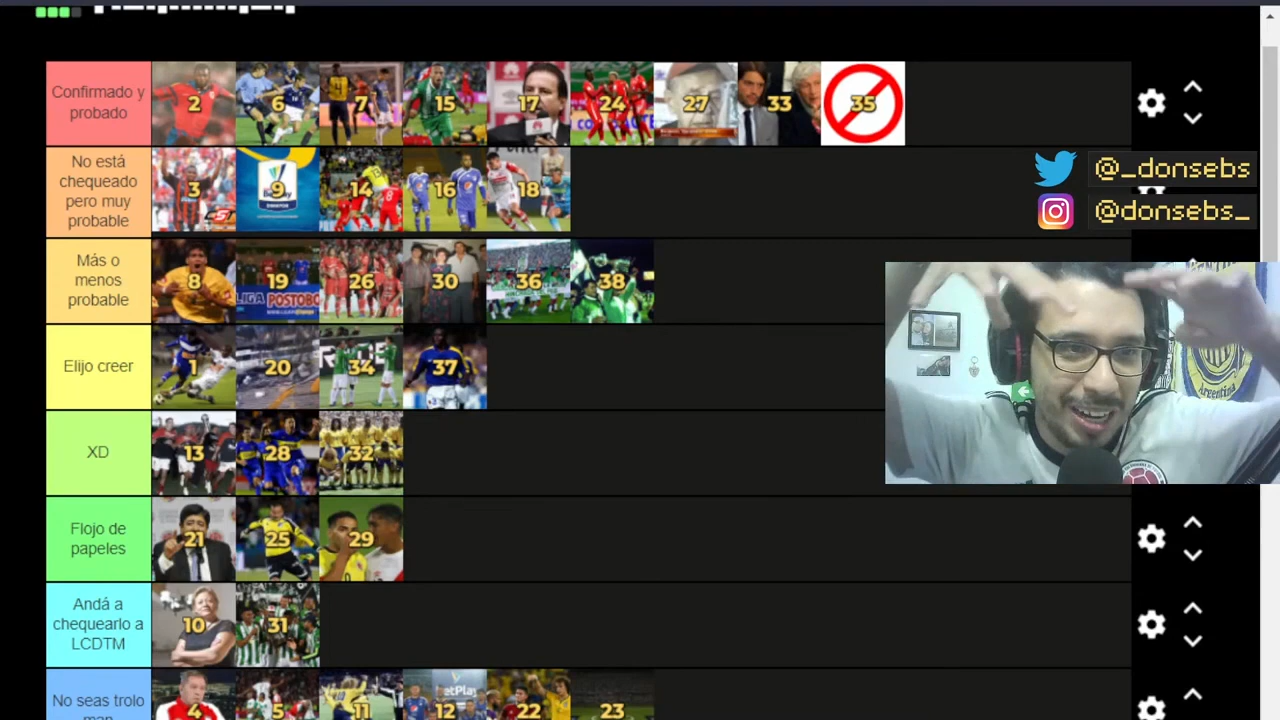 Confirmado y
probado
2 6 7 15 17 24 27 33 35
No está
chequeado
pero muy
probable
3 9 14 16 18
@_donsebs
@donsebs_
Más o
menos
probable
8 19 26 30 36 38
LIGA POSTOBO
Elijo creer
1 20 34 37
XD
13 28 32
Flojo de
papeles
21 25 29
Andá a
chequearlo a
LCDTM
10 31
No seas trolo
man
4 5 11 12 22 23